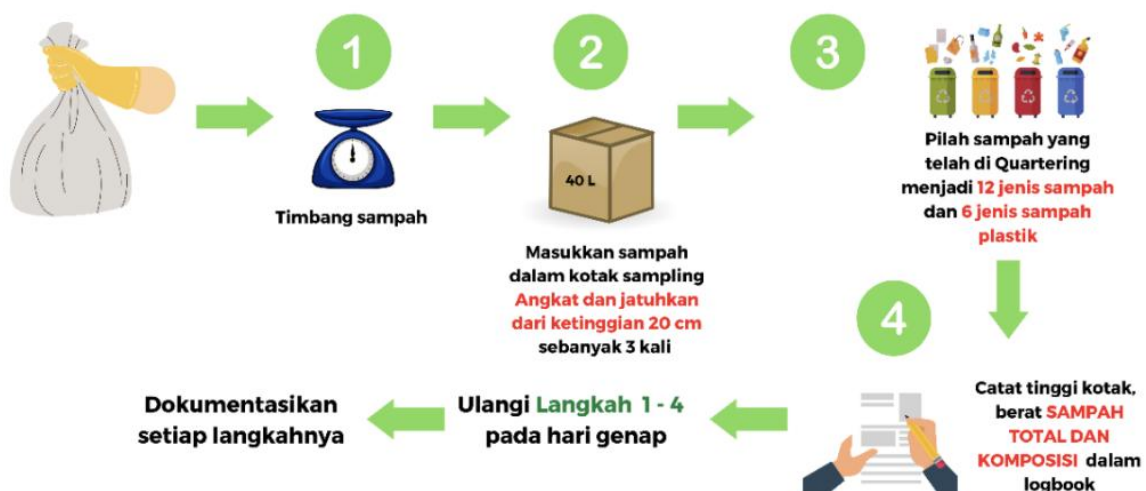 1
Timbang sampah
2
40 L
Masukkan sampah
dalam kotak sampling
Angkat dan jatuhkan
dari ketinggian 20 cm
sebanyak 3 kali
3
Pilah sampah yang
telah di Quartering
menjadi 12 jenis sampah
dan 6 jenis sampah
plastik
4
Catat tinggi kotak,
berat SAMPAH
TOTAL DAN
KOMPOSISI dalam
logbook
Ulangi Langkah 1 - 4
pada hari genap
Dokumentasikan
setiap langkahnya